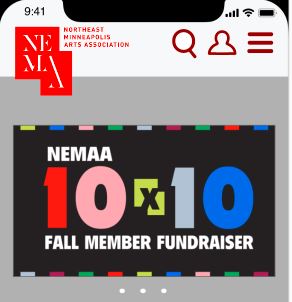 9:41
NE
MA
A
NORTHEAST
MINNEAPOLIS
ARTS ASSOCIATION
NEMAA
10x10
FALL MEMBER FUNDRAISER